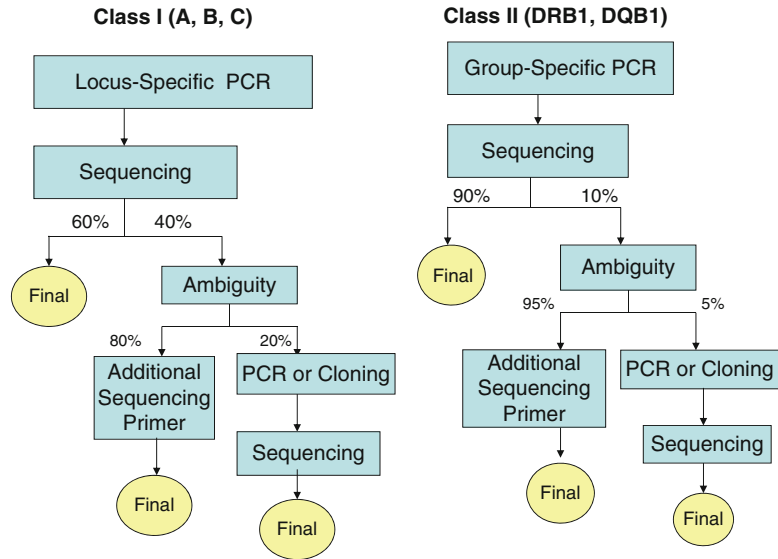 Class I (A, B, C)
Locus-Specific PCR
Sequencing
60%
40%
Final
Ambiguity
80%
20%
Additional
Sequencing
Primer
PCR or Cloning
Sequencing
Final
Final
Class II (DRB1, DQB1)
Group-Specific PCR
Sequencing
90%
10%
Final
Ambiguity
95%
5%
Additional
Sequencing
Primer
PCR or Cloning
Sequencing
Final
Final